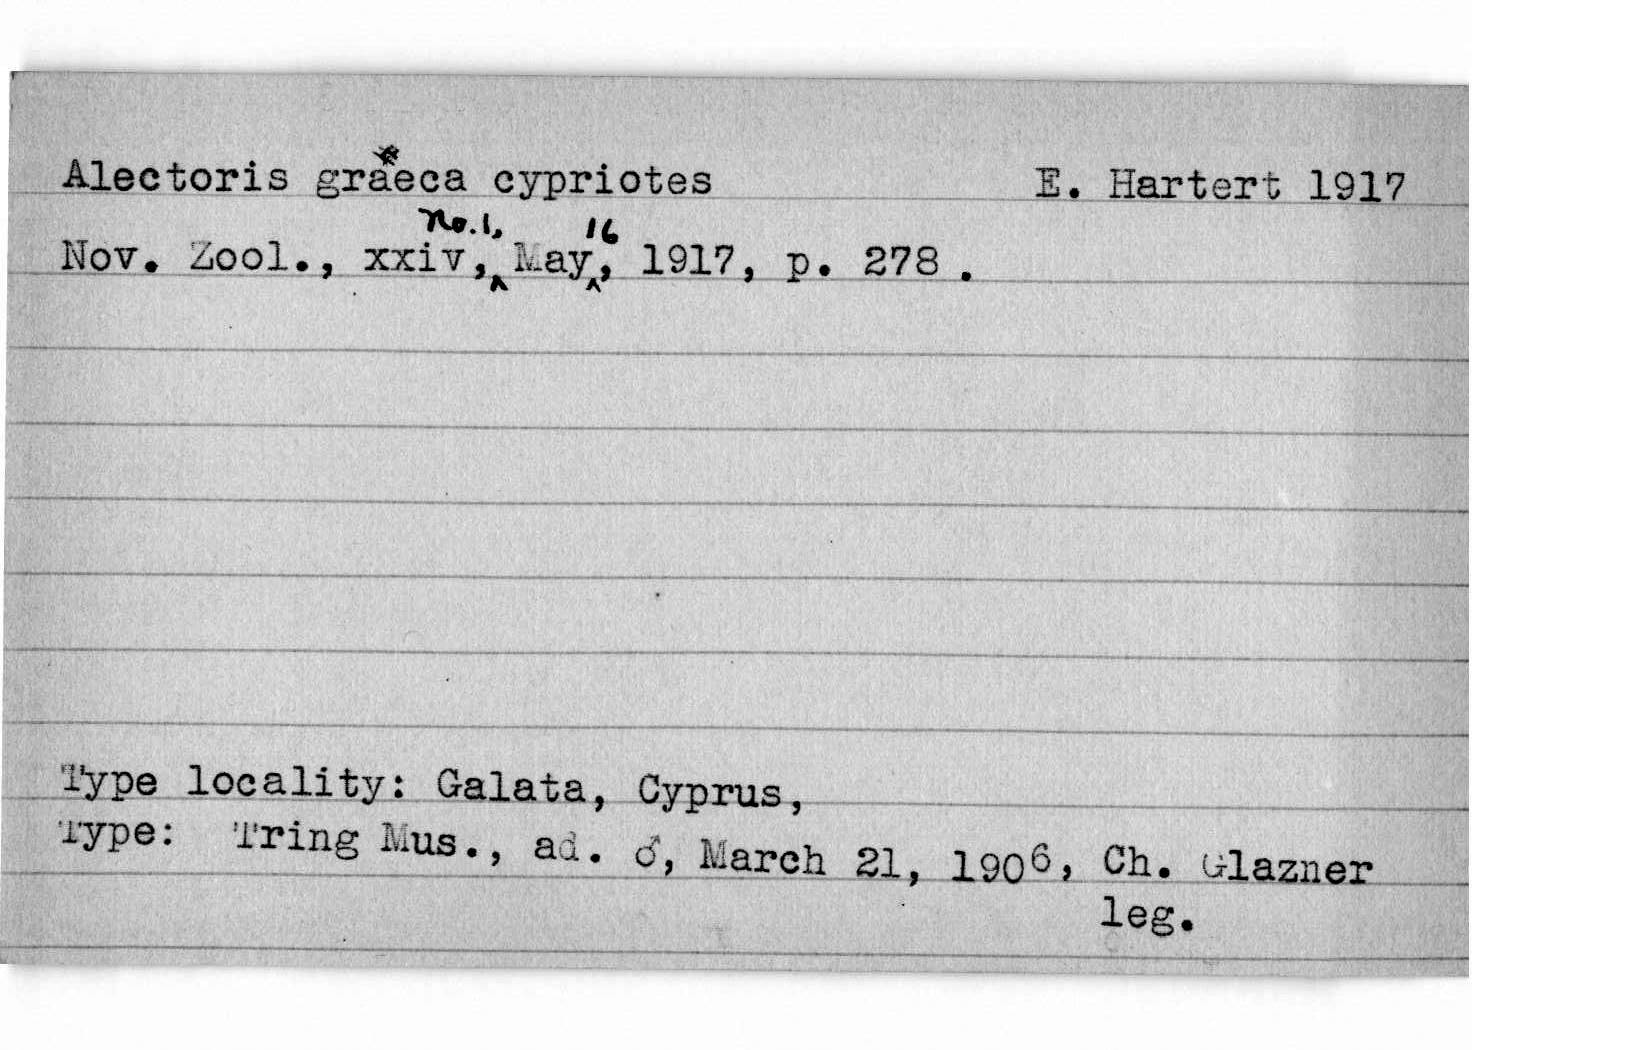 Alectoris graeca cypriotes E. Hartert 1917
Nov. Zool., xxiv, no. 1, May 16, 1917, p. 278.
Type locality: Galata, Cyprus,
Type: Tring Mus., ad. ♂, March 21, 1906, Ch. Glazner
leg.